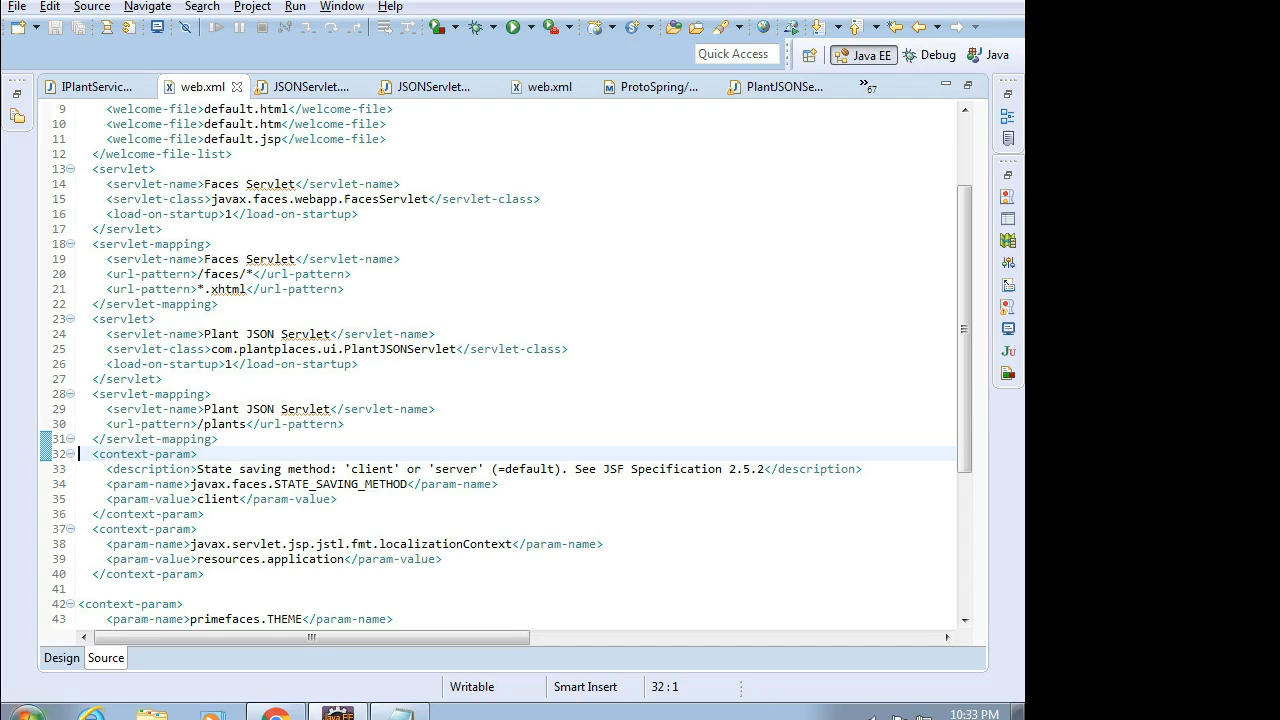 File Edit Source Navigate Search Project Run Window Help
Quick Access Java EE Debug Java
IPlantServic... web.xml JSONServlet.... JSONServlet... web.xml ProtoSpring/... PlantJSONSe... »67
9 <welcome-file>default.html</welcome-file>
10 <welcome-file>default.htm</welcome-file>
11 <welcome-file>default.jsp</welcome-file>
12 </welcome-file-list>
13 <servlet>
14 <servlet-name>Faces Servlet</servlet-name>
15 <servlet-class>javax.faces.webapp.FacesServlet</servlet-class>
16 <load-on-startup>1</load-on-startup>
17 </servlet>
18 <servlet-mapping>
19 <servlet-name>Faces Servlet</servlet-name>
20 <url-pattern>/faces/*</url-pattern>
21 <url-pattern>*.xhtml</url-pattern>
22 </servlet-mapping>
23 <servlet>
24 <servlet-name>Plant JSON Servlet</servlet-name>
25 <servlet-class>com.plantplaces.ui.PlantJSONServlet</servlet-class>
26 <load-on-startup>1</load-on-startup>
27 </servlet>
28 <servlet-mapping>
29 <servlet-name>Plant JSON Servlet</servlet-name>
30 <url-pattern>/plants</url-pattern>
31 </servlet-mapping>
32 <context-param>
33 <description>State saving method: 'client' or 'server' (=default). See JSF Specification 2.5.2</description>
34 <param-name>javax.faces.STATE_SAVING_METHOD</param-name>
35 <param-value>client</param-value>
36 </context-param>
37 <context-param>
38 <param-name>javax.servlet.jsp.jstl.fmt.localizationContext</param-name>
39 <param-value>resources.application</param-value>
40 </context-param>
41
42 <context-param>
43 <param-name>primefaces.THEME</param-name>
Design Source
Writable Smart Insert 32 : 1
Java EE 10:33 PM